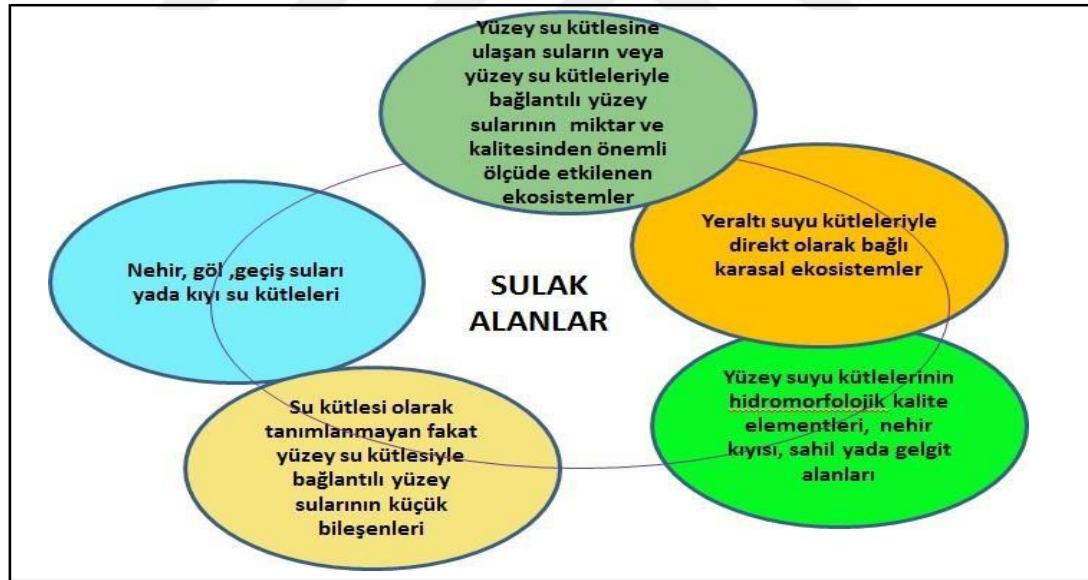 Yüzey su kütlesine
ulaşan suların veya
yüzey su kütleleriyle
bağlantılı yüzey
sularının miktar ve
kalitesinden önemli
ölçüde etkilenen
ekosistemler
Yeraltı suyu kütleleriyle
direkt olarak bağlı
karasal ekosistemler
Nehir, göl ,geçiş suları
yada kıyı su kütleleri
SULAK
ALANLAR
Yüzey suyu kütlelerinin
hidromorfolojik kalite
elementleri, nehir
kıyısı, sahil yada gelgit
alanları
Su kütlesi olarak
tanımlanmayan fakat
yüzey su kütlesiyle
bağlantılı yüzey
sularının küçük
bileşenleri